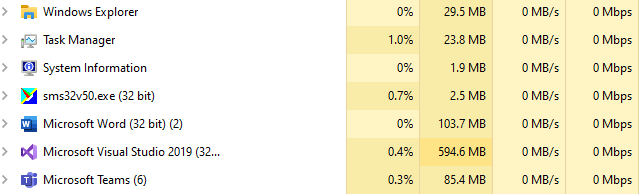 Windows Explorer 0% 29.5 MB 0 MB/s 0 Mbps
Task Manager 1.0% 23.8 MB 0 MB/s 0 Mbps
System Information 0% 1.9 MB 0 MB/s 0 Mbps
sms32v50.exe (32 bit) 0.7% 2.5 MB 0 MB/s 0 Mbps
Microsoft Word (32 bit) (2) 0% 103.7 MB 0 MB/s 0 Mbps
Microsoft Visual Studio 2019 (32... 0.4% 594.6 MB 0 MB/s 0 Mbps
Microsoft Teams (6) 0.3% 85.4 MB 0 MB/s 0 Mbps